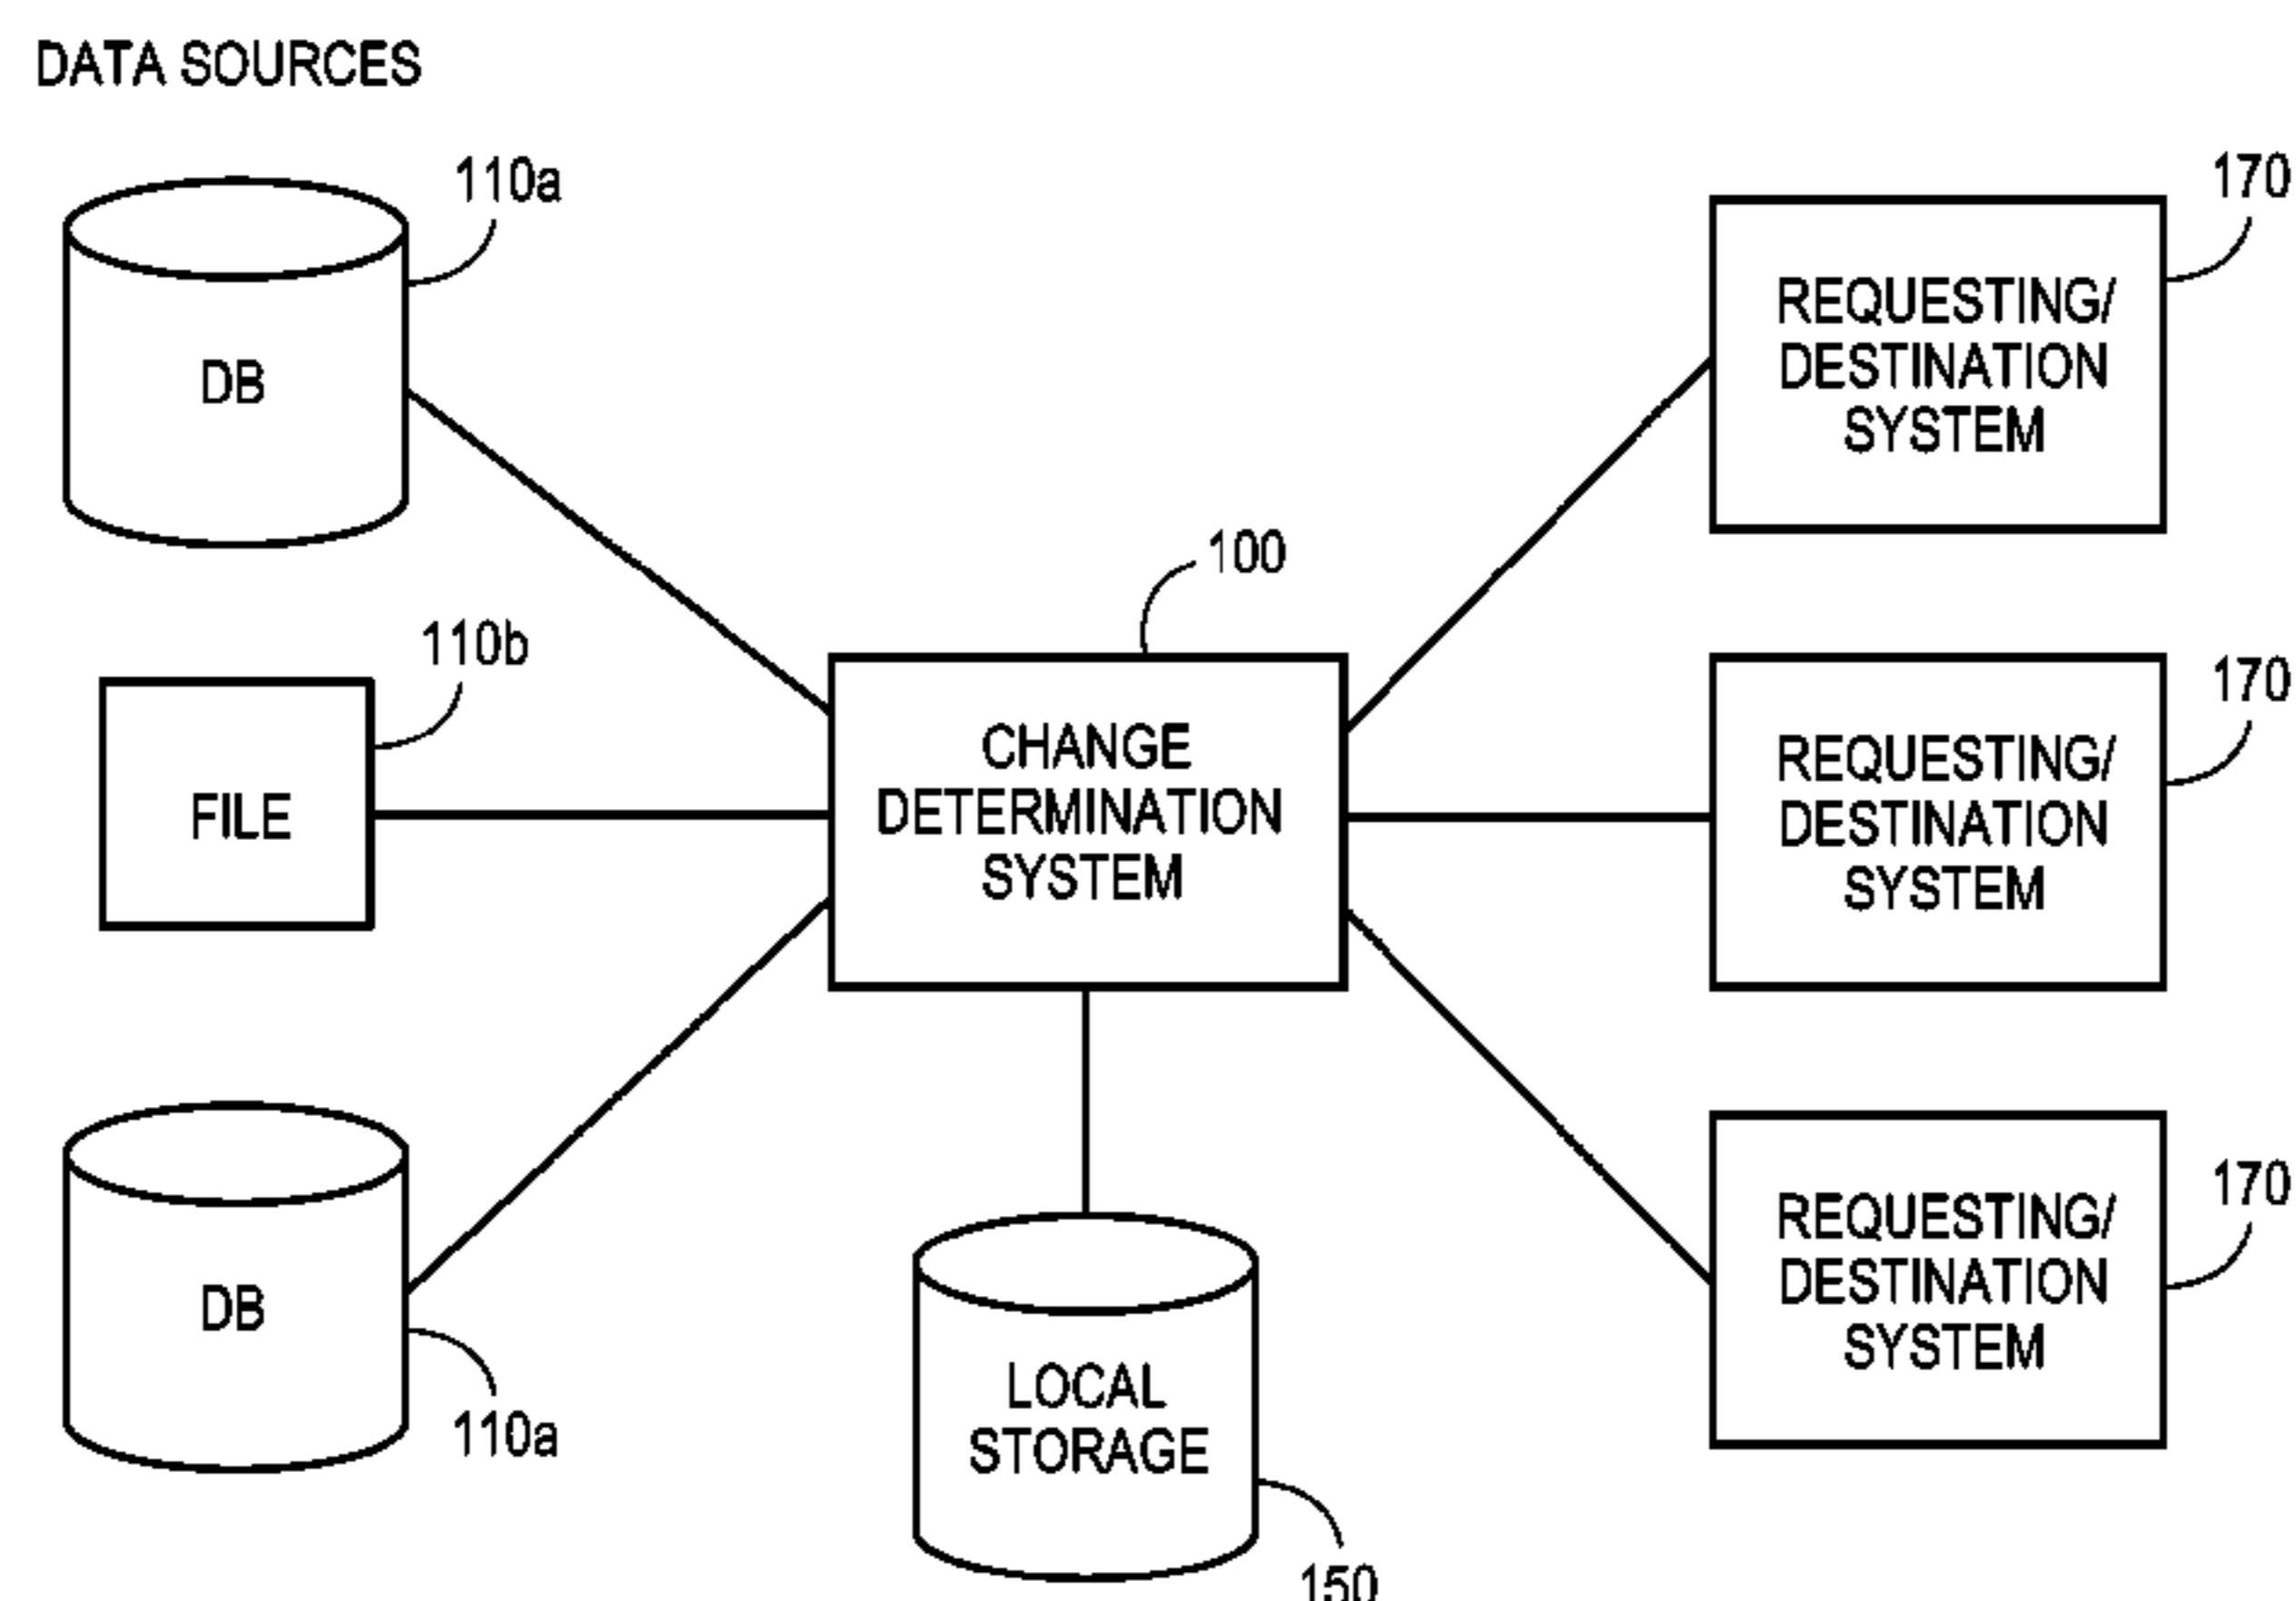 DATA SOURCES
110a
DB
110b
FILE
DB
110a
100
CHANGE
DETERMINATION
SYSTEM
LOCAL
STORAGE
150
170
REQUESTING/
DESTINATION
SYSTEM
170
REQUESTING/
DESTINATION
SYSTEM
170
REQUESTING/
DESTINATION
SYSTEM